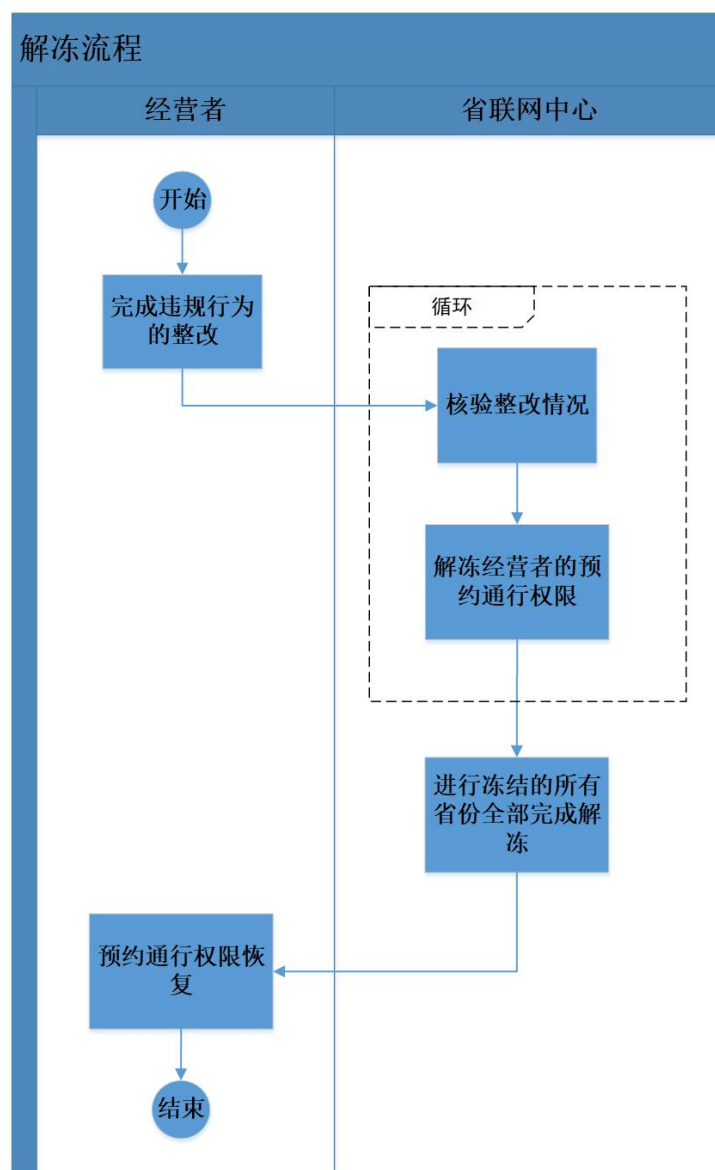 解冻流程
经营者
省联网中心
开始
完成违规行为
的整改
循环
核验整改情况
解冻经营者的预
约通行权限
进行冻结的所有
省份全部完成解
冻
预约通行权限恢
复
结束